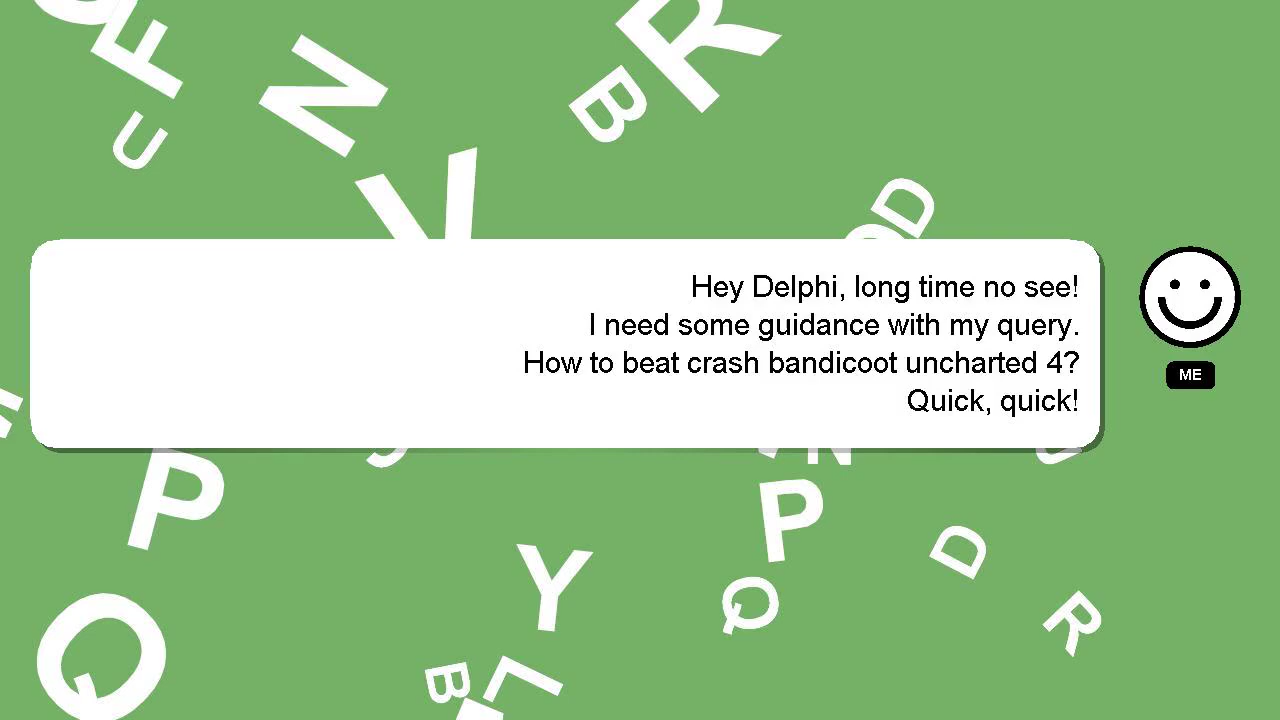 Hey Delphi, long time no see!
I need some guidance with my query.
How to beat crash bandicoot uncharted 4?
Quick, quick!
ME
F
N
R
B
U
V
D
P
P
Y
D
Q
R
Q
B
L
N